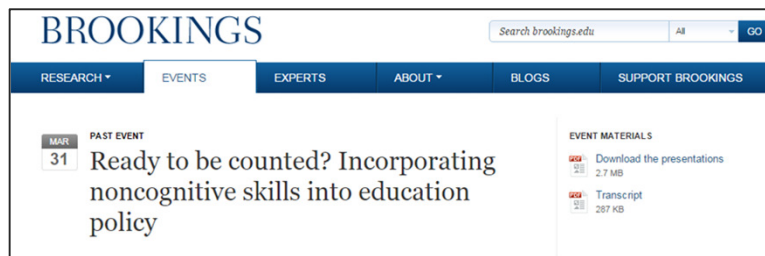 BROOKINGS
Search brookings.edu
All
GO
RESEARCH
EVENTS
EXPERTS
ABOUT
BLOGS
SUPPORT BROOKINGS
MAR
31
PAST EVENT
Ready to be counted? Incorporating
noncognitive skills into education
policy
EVENT MATERIALS
Download the presentations
2.7 MB
Transcript
287 KB